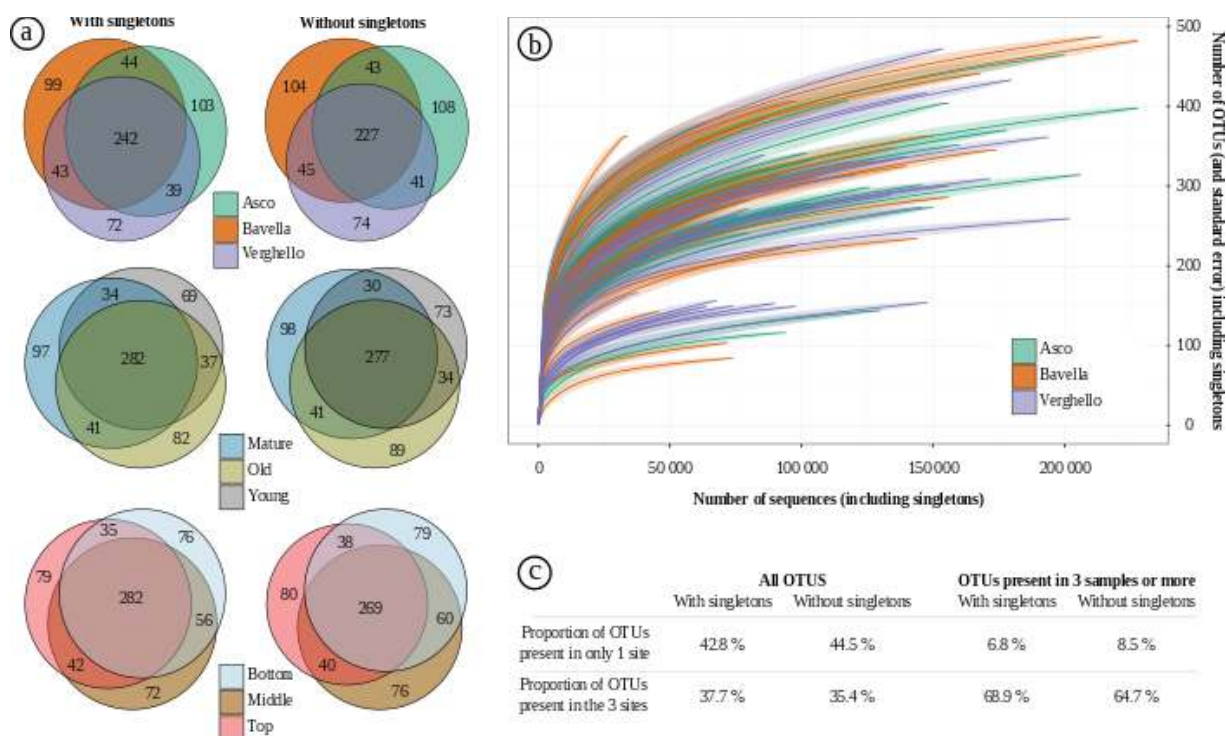 a
With singletons
Without singletons
44
99
103
242
43
39
72
43
104
108
227
45
41
74
Asco
Bavella
Verghello
34
69
97
282
37
41
82
30
73
98
277
34
41
89
Mature
Old
Young
35
76
79
282
56
42
72
38
79
80
269
60
40
76
Bottom
Middle
Top
b
500
400
300
200
100
0
Number of OTUs (and standard error) including singletons
Asco
Bavella
Verghello
0
50 000
100 000
150 000
200 000
Number of sequences (including singletons)
c
All OTUS
OTUs present in 3 samples or more
With singletons
Without singletons
With singletons
Without singletons
Proportion of OTUs
present in only 1 site
42.8 %
44.5 %
6.8 %
8.5 %
Proportion of OTUs
present in the 3 sites
37.7 %
35.4 %
68.9 %
64.7 %